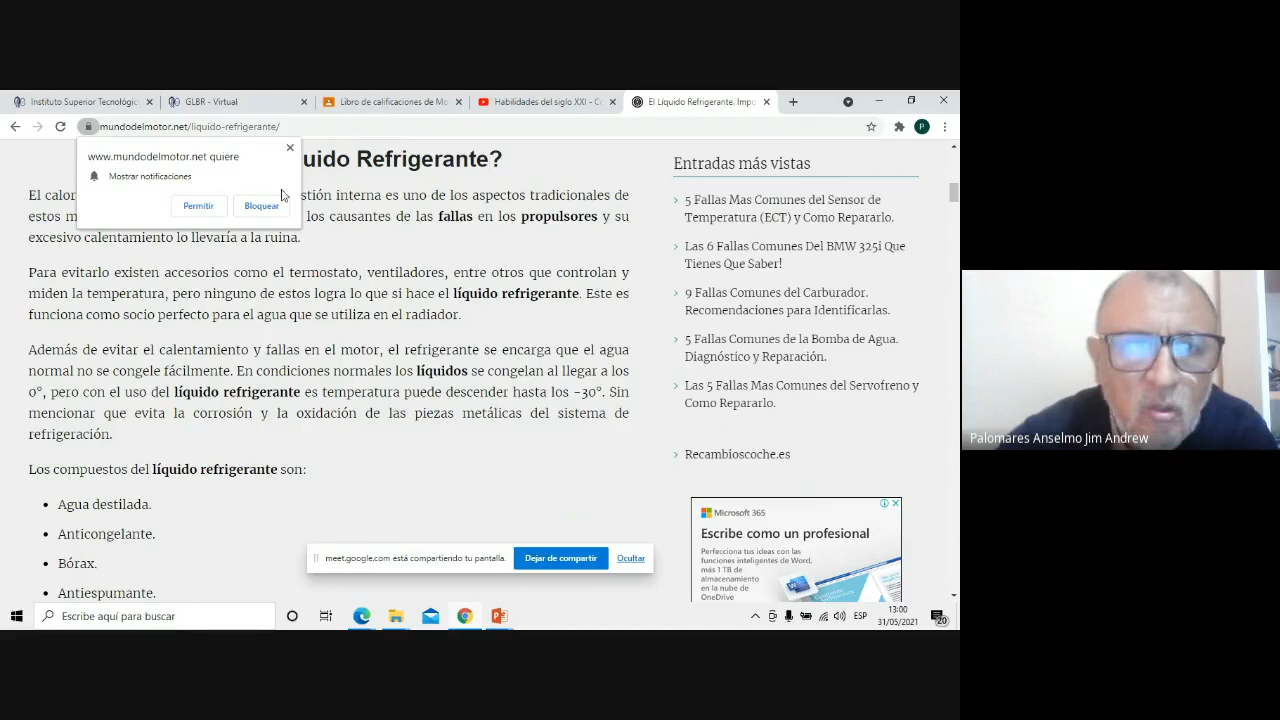 Instituto Superior Tecnológic
GLBR - Virtual
Libro de calificaciones de Mo
Habilidades del siglo XXI - Co
El Líquido Refrigerante. Impo
mundodelmotor.net/liquido-refrigerante/
P
www.mundodelmotor.net quiere
Mostrar notificaciones
Permitir
Bloquear
uido Refrigerante?
El calor
stión interna es uno de los aspectos tradicionales de
estos m
los causantes de las fallas en los propulsores y su
excesivo calentamiento lo llevaría a la ruina.
Para evitarlo existen accesorios como el termostato, ventiladores, entre otros que controlan y
miden la temperatura, pero ninguno de estos logra lo que si hace el líquido refrigerante. Este es
funciona como socio perfecto para el agua que se utiliza en el radiador.
Además de evitar el calentamiento y fallas en el motor, el refrigerante se encarga que el agua
normal no se congele fácilmente. En condiciones normales los líquidos se congelan al llegar a los
0°, pero con el uso del líquido refrigerante es temperatura puede descender hasta los -30°. Sin
mencionar que evita la corrosión y la oxidación de las piezas metálicas del sistema de
refrigeración.
Los compuestos del líquido refrigerante son:
Agua destilada.
Anticongelante.
Bórax.
Antiespumante.
Entradas más vistas
5 Fallas Mas Comunes del Sensor de
Temperatura (ECT) y Como Repararlo.
Las 6 Fallas Comunes Del BMW 325i Que
Tienes Que Saber!
9 Fallas Comunes del Carburador.
Recomendaciones para Identificarlas.
5 Fallas Comunes de la Bomba de Agua.
Diagnóstico y Reparación.
Las 5 Fallas Mas Comunes del Servofreno y
Como Repararlo.
Recambioscoche.es
Microsoft 365
Escribe como un profesional
Perfecciona tus ideas con las
funciones inteligentes de Word,
más 1 TB de
almacenamiento
en la nube de
OneDrive
meet.google.com está compartiendo tu pantalla.
Dejar de compartir
Ocultar
Escribe aquí para buscar
ESP
13:00
31/05/2021
20
Palomares Anselmo Jim Andrew